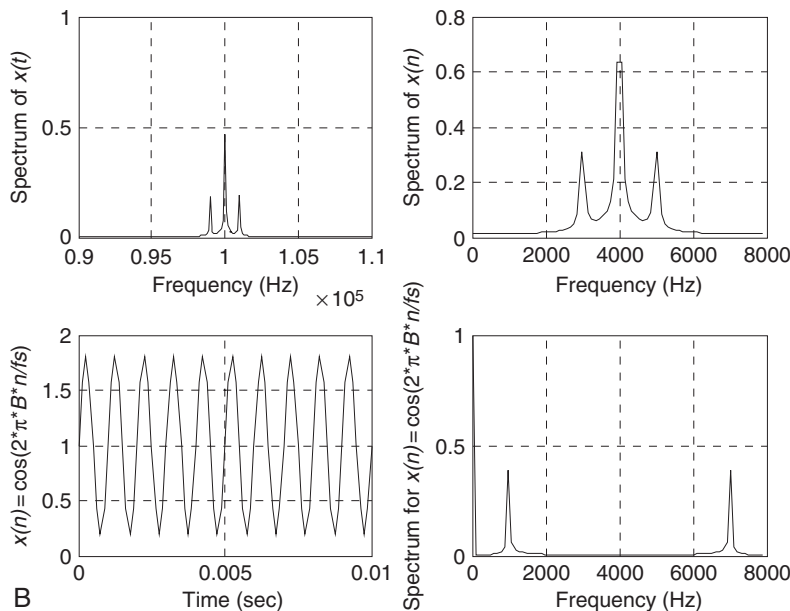 Spectrum of x(t)
1
0.5
0
0.9 0.95 1 1.05 1.1
Frequency (Hz)
×10⁵
Spectrum of x(n)
0.8
0.6
0.4
0.2
0
0 2000 4000 6000 8000
Frequency (Hz)
x(n)=cos(2*π*B*n/fs)
2
1.5
1
0.5
0
0 0.005 0.01
Time (sec)
Spectrum for x(n)=cos(2*π*B*n/fs)
1
0.5
0
0 2000 4000 6000 8000
Frequency (Hz)
B